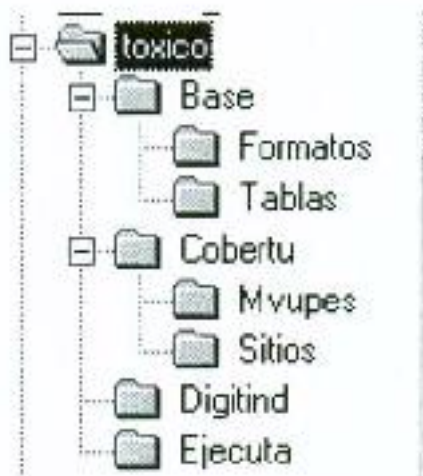 toxico
Base
Formatos
Tablas
Cobertu
Mvupes
Sitios
Digitind
Ejecuta